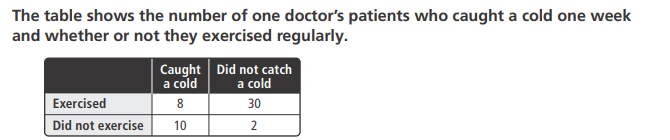 The table shows the number of one doctor's patients who caught a cold one week
and whether or not they exercised regularly.
Caught Did not catch
a cold a cold
Exercised 8 30
Did not exercise 10 2